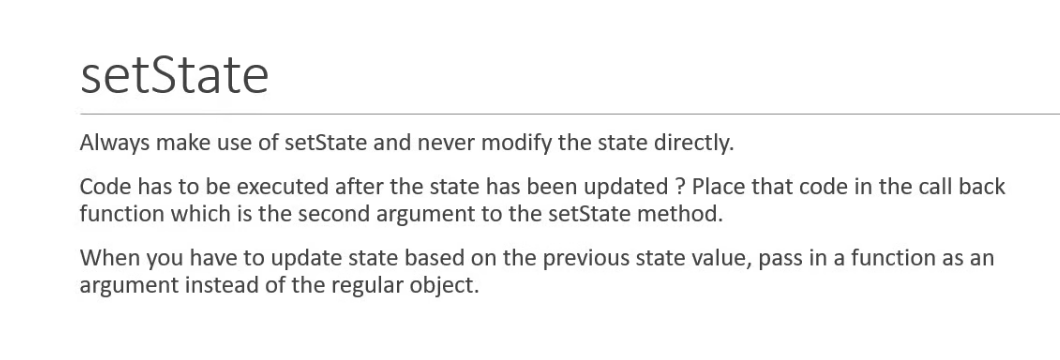 setState
Always make use of setState and never modify the state directly.
Code has to be executed after the state has been updated ? Place that code in the call back
function which is the second argument to the setState method.
When you have to update state based on the previous state value, pass in a function as an
argument instead of the regular object.